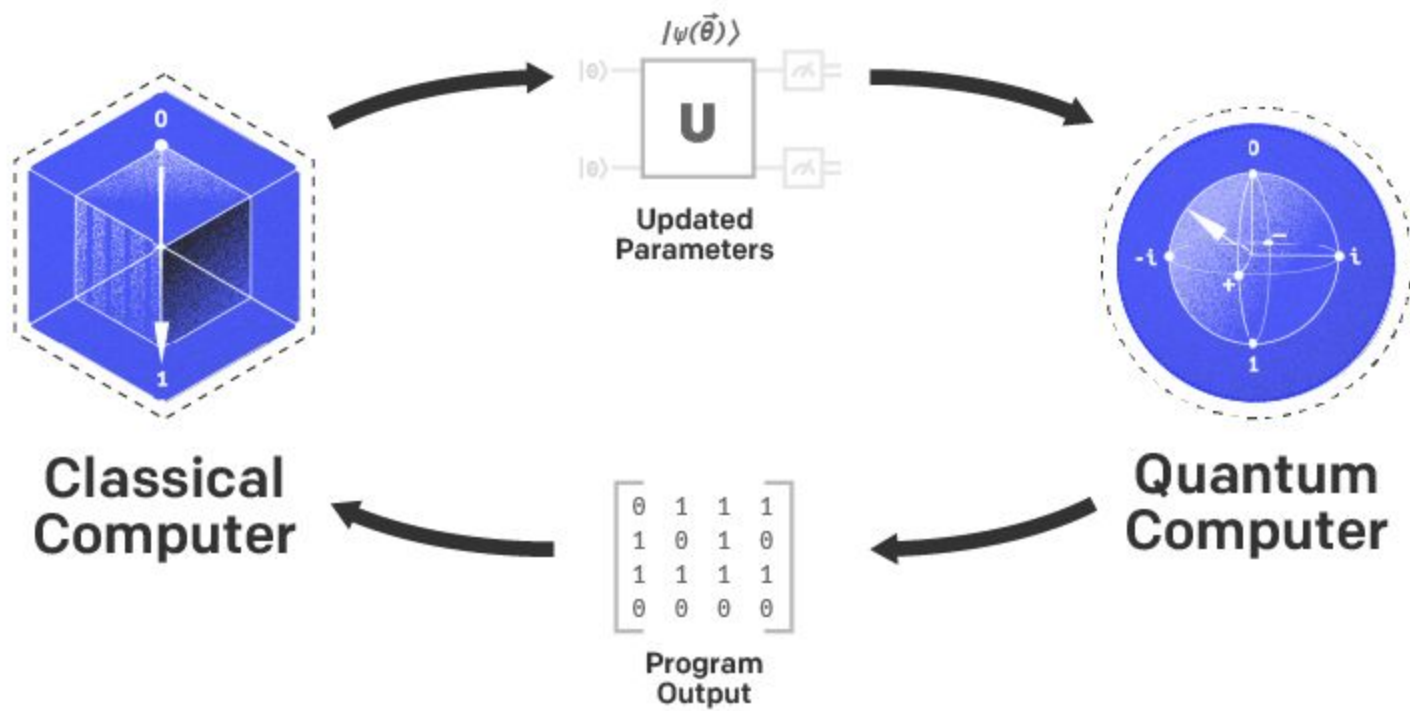 |ψ(θ⃗)⟩
|0⟩
U
|0⟩
Updated
Parameters
0
1
Classical
Computer
0
-i
–
i
+
1
Quantum
Computer
0 1 1 1
1 0 1 0
1 1 1 1
0 0 0 0
Program
Output